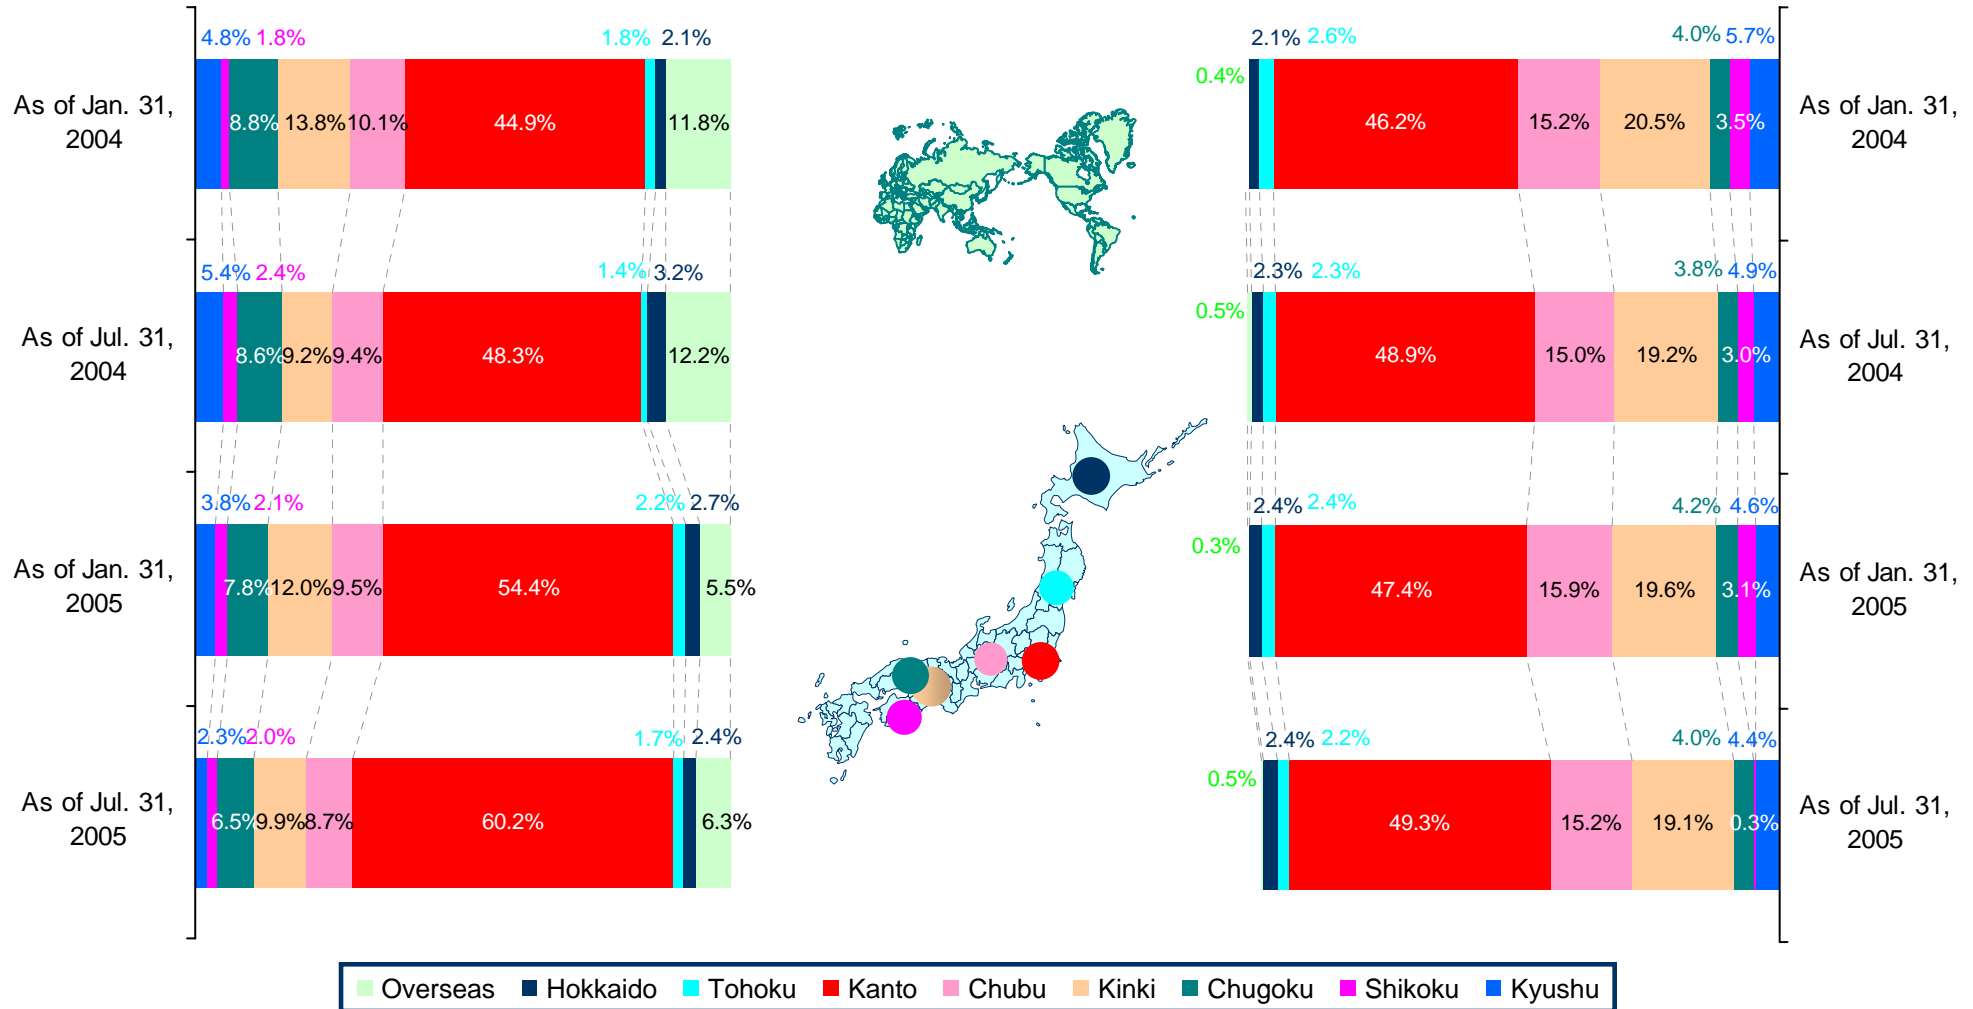 4.8% 1.8% 1.8% 2.1%
As of Jan. 31,
2004
8.8% 13.8% 10.1% 44.9% 11.8%
5.4% 2.4% 1.4% 3.2%
As of Jul. 31,
2004
8.6% 9.2% 9.4% 48.3% 12.2%
3.8% 2.1% 2.2% 2.7%
As of Jan. 31,
2005
7.8% 12.0% 9.5% 54.4% 5.5%
2.3% 2.0% 1.7% 2.4%
As of Jul. 31,
2005
6.5% 9.9% 8.7% 60.2% 6.3%
2.1% 2.6% 4.0% 5.7%
0.4%
46.2% 15.2% 20.5% 3.5%
As of Jan. 31,
2004
2.3% 2.3% 3.8% 4.9%
0.5%
48.9% 15.0% 19.2% 3.0%
As of Jul. 31,
2004
2.4% 2.4% 4.2% 4.6%
0.3%
47.4% 15.9% 19.6% 3.1%
As of Jan. 31,
2005
2.4% 2.2% 4.0% 4.4%
0.5%
49.3% 15.2% 19.1% 0.3%
As of Jul. 31,
2005
Overseas Hokkaido Tohoku Kanto Chubu Kinki Chugoku Shikoku Kyushu